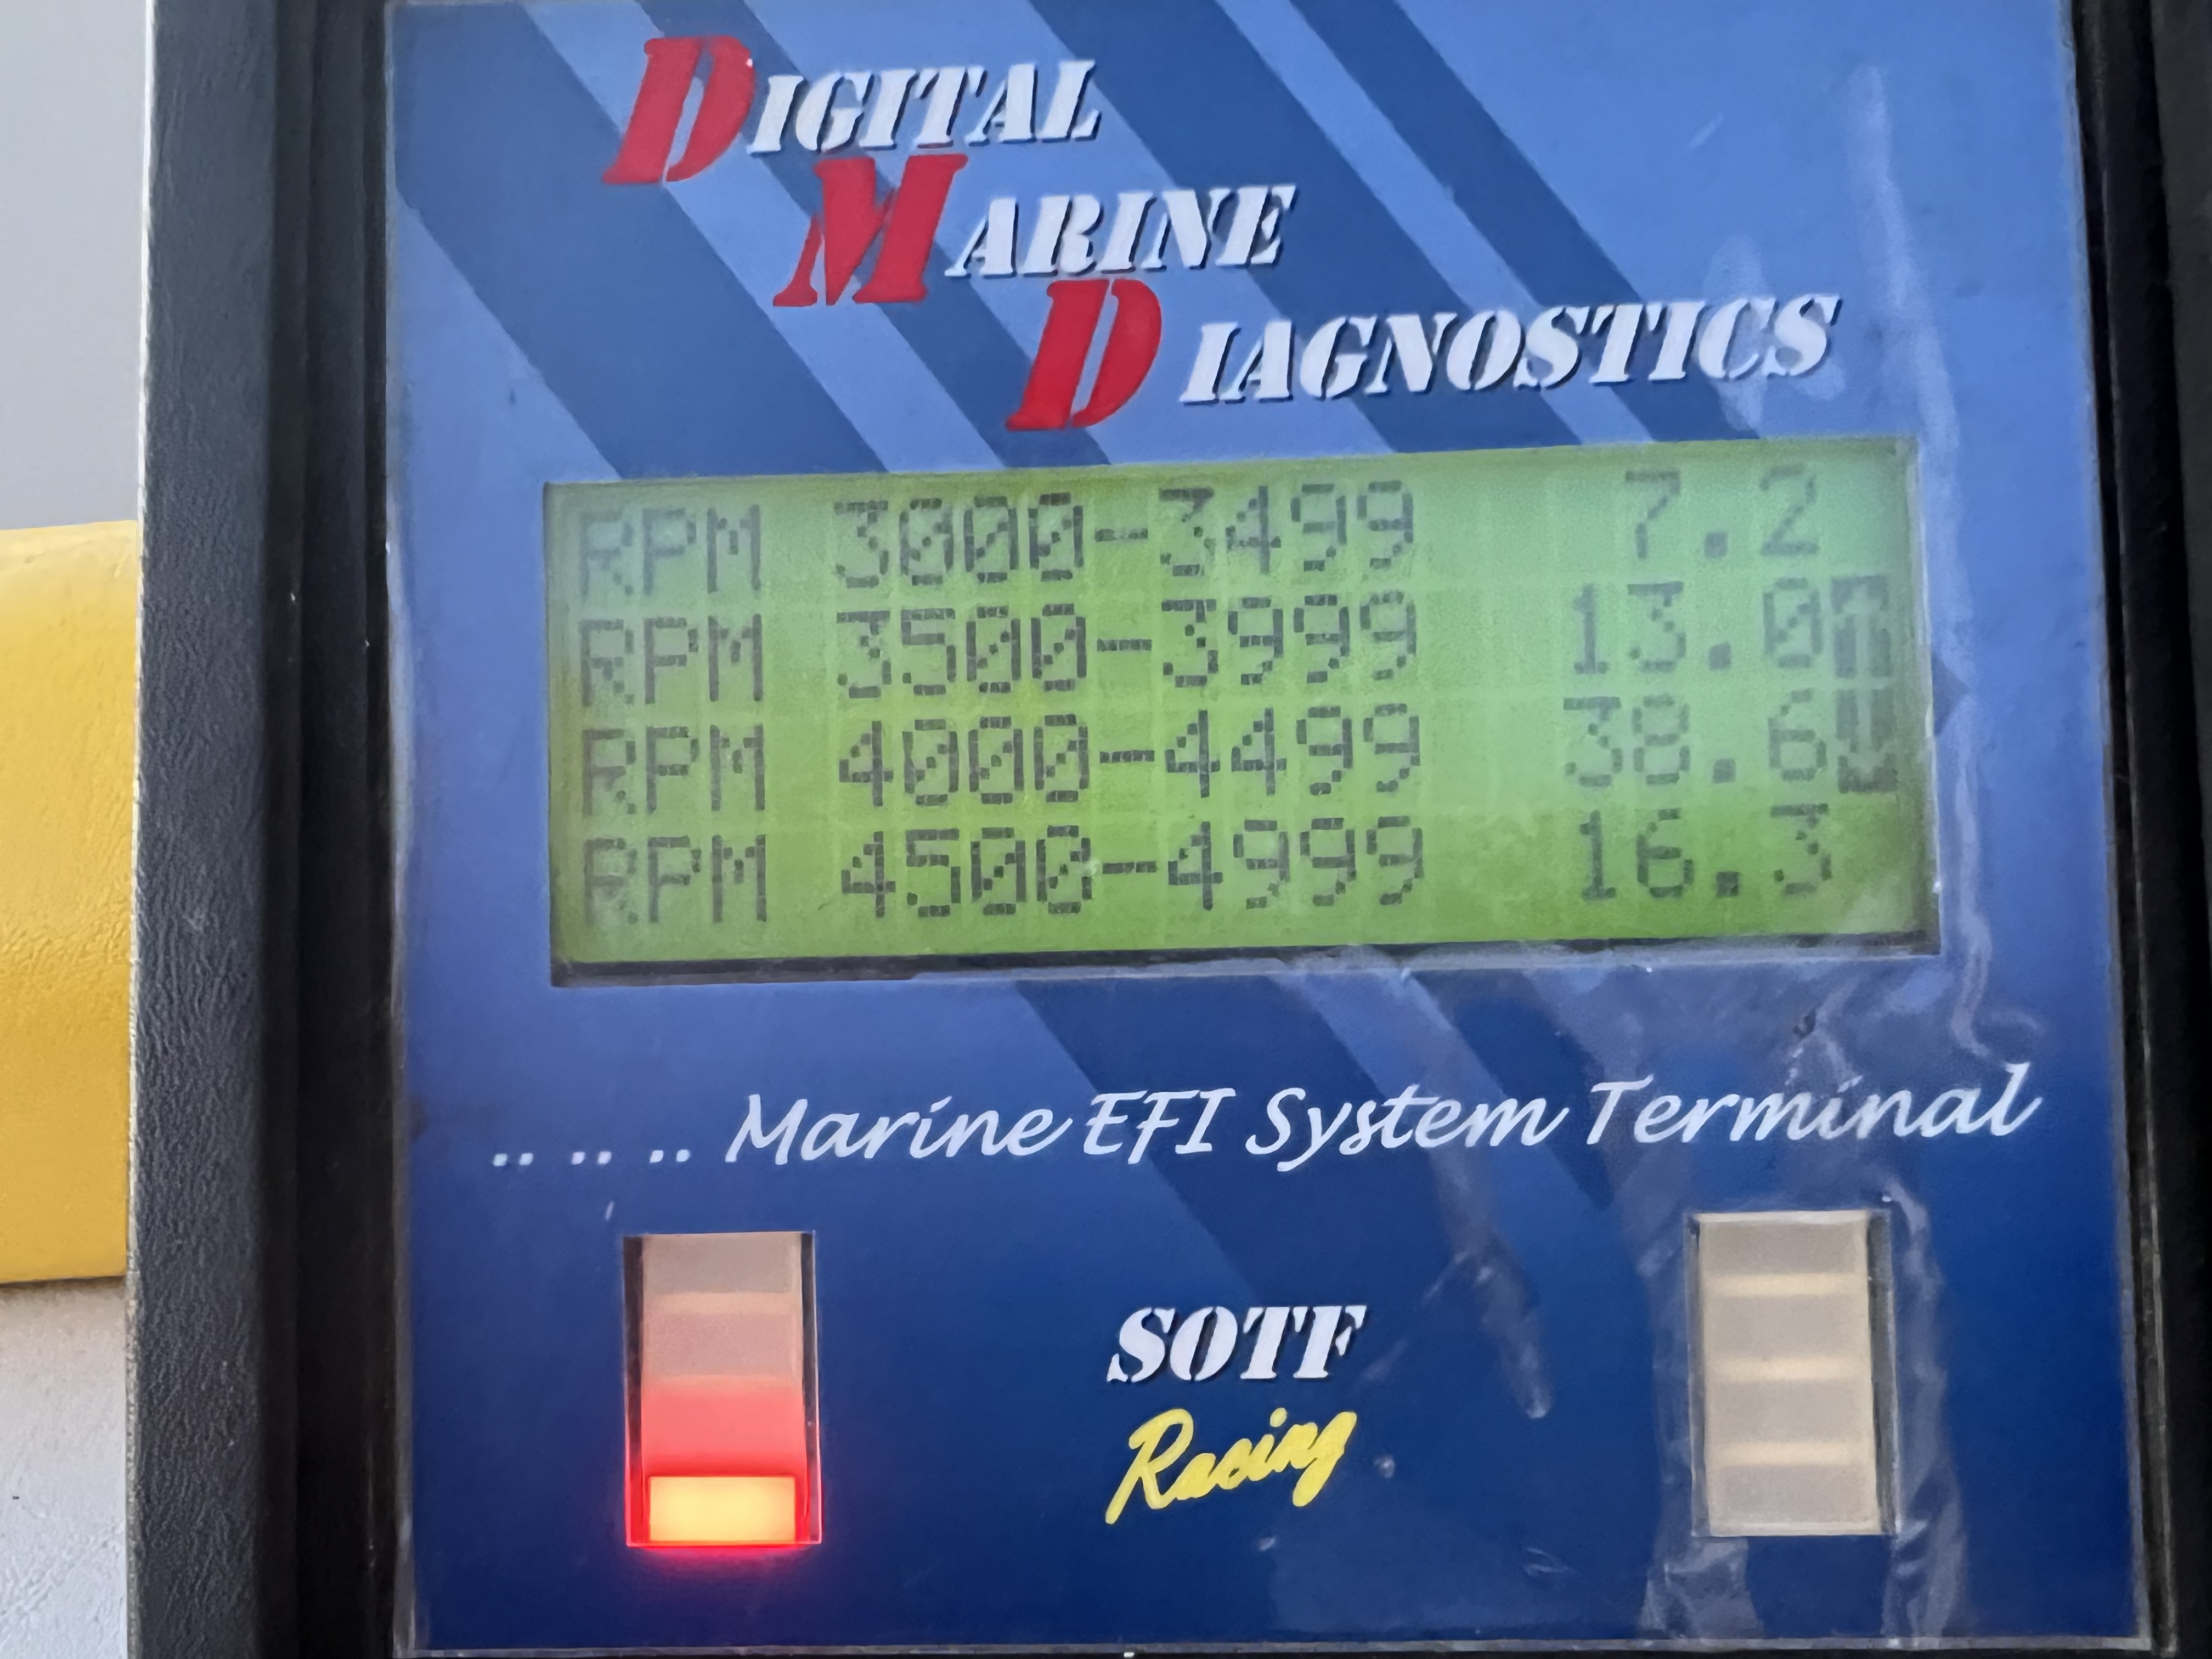 DIGITAL
MARINE
DIAGNOSTICS
RPM 3000-3499 7.2
RPM 3500-3999 13.0
RPM 4000-4499 38.6
RPM 4500-4999 16.3
.. .. .. Marine EFI System Terminal
SOTF
Racing